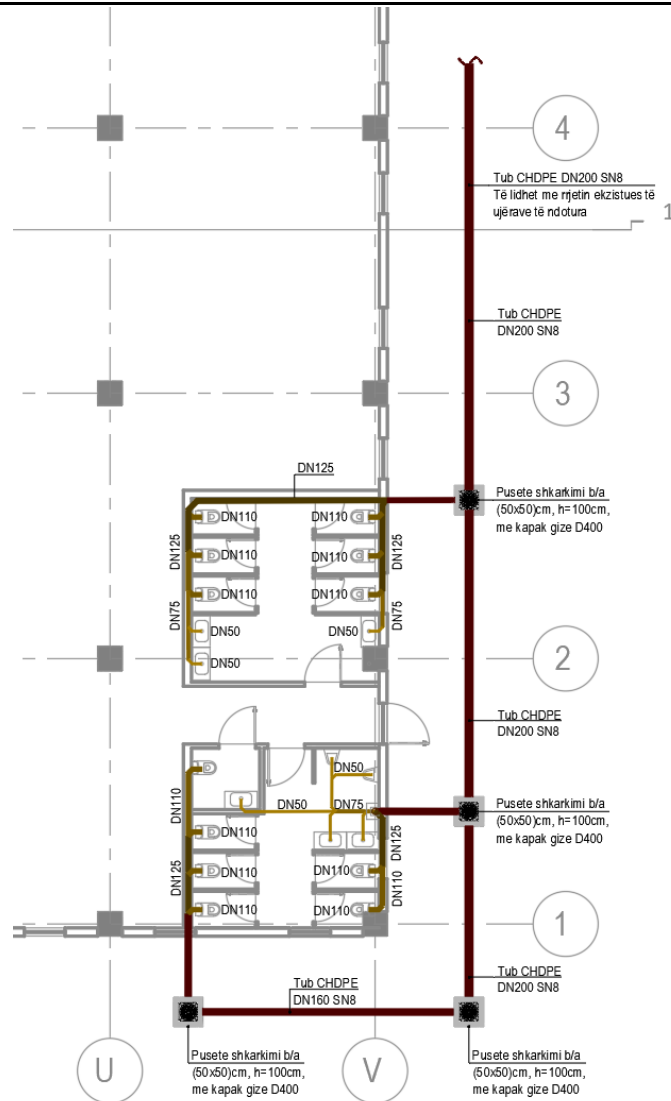 4
Tub CHDPE DN200 SN8
Të lidhet me rrjetin ekzistues të
ujërave të ndotura
1
Tub CHDPE
DN200 SN8
3
DN125
Pusete shkarkimi b/a
(50x50)cm, h=100cm,
me kapak gize D400
DN110
DN110
DN125
DN125
DN110
DN110
DN110
DN110
DN75
DN75
DN50
DN50
DN50
2
Tub CHDPE
DN200 SN8
DN50
DN110
DN50
DN75
Pusete shkarkimi b/a
(50x50)cm, h=100cm,
me kapak gize D400
DN110
DN125
DN125
DN110
DN110
DN110
DN110
DN110
1
Tub CHDPE
DN200 SN8
Tub CHDPE
DN160 SN8
U
V
Pusete shkarkimi b/a
(50x50)cm, h=100cm,
me kapak gize D400
Pusete shkarkimi b/a
(50x50)cm, h=100cm,
me kapak gize D400